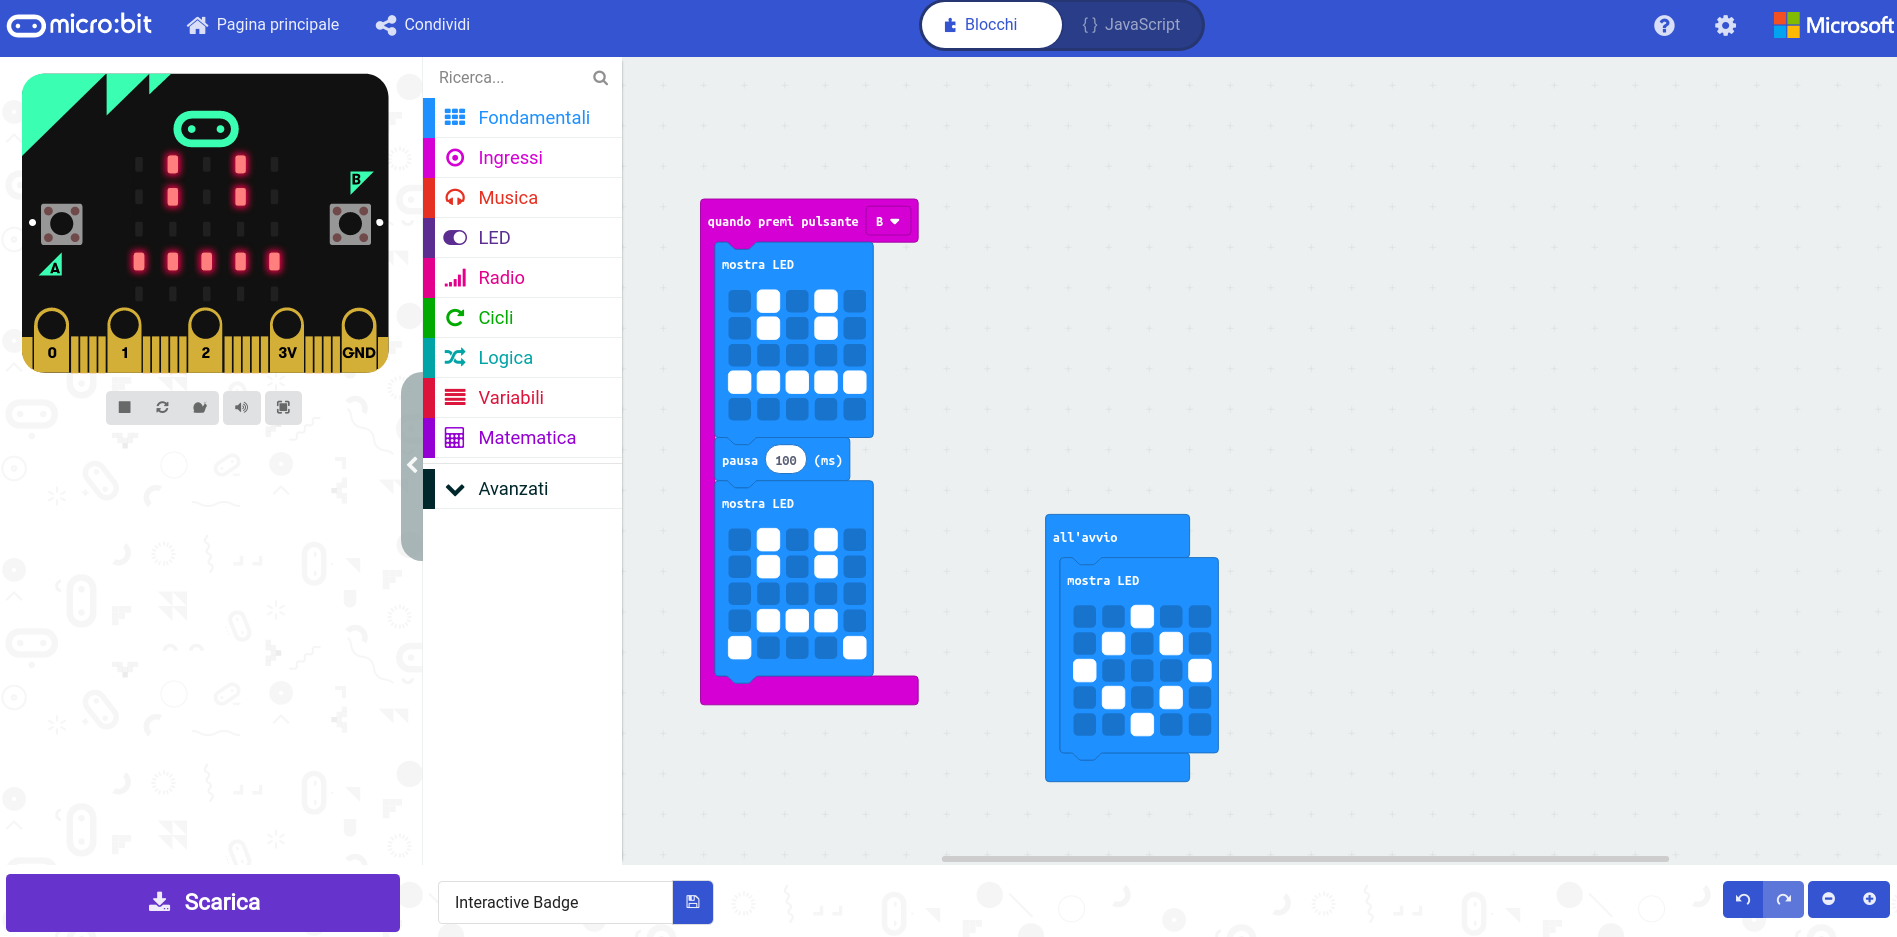 micro:bit
Pagina principale
Condividi
Blocchi
{ } JavaScript
Microsoft
B
A
0 1 2 3V GND
Ricerca...
Fondamentali
Ingressi
Musica
LED
Radio
Cicli
Logica
Variabili
Matematica
Avanzati
quando premi pulsante B
mostra LED
pausa 100 (ms)
mostra LED
all'avvio
mostra LED
Scarica
Interactive Badge